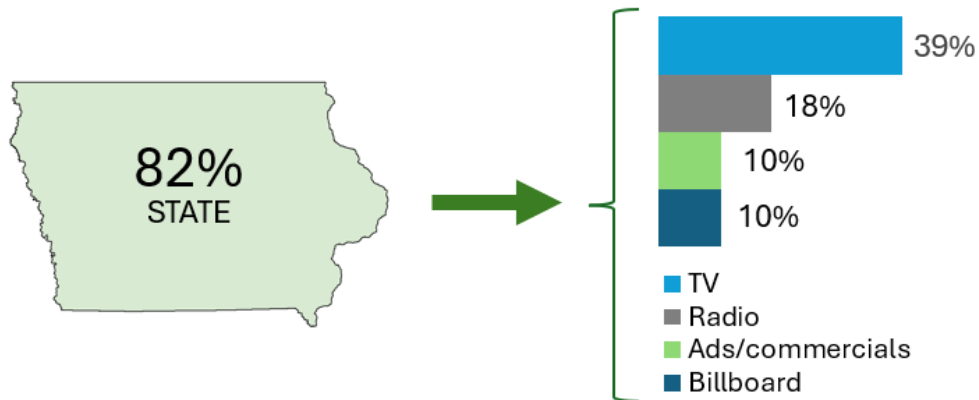 82%
STATE
39%
18%
10%
10%
TV
Radio
Ads/commercials
Billboard